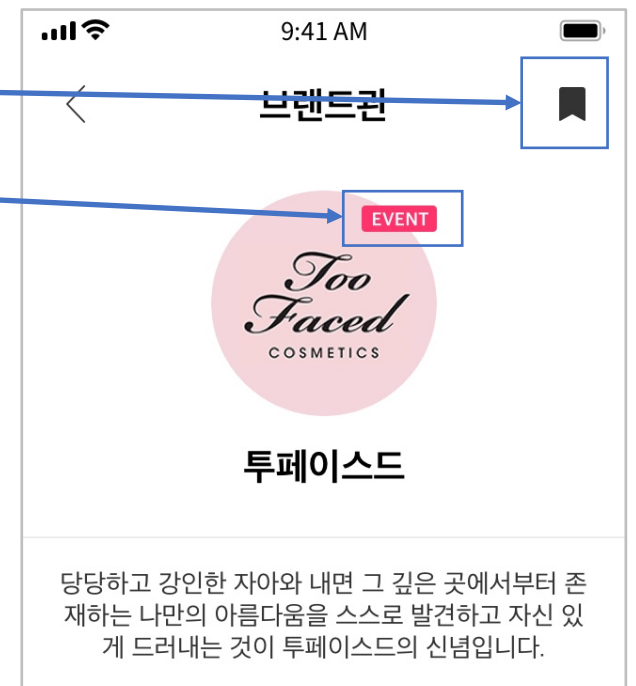 9:41 AM
브랜드관
EVENT
Too
Faced
COSMETICS
투페이스드
당당하고 강인한 자아와 내면 그 깊은 곳에서부터 존
재하는 나만의 아름다움을 스스로 발견하고 자신 있
게 드러내는 것이 투페이스드의 신념입니다.